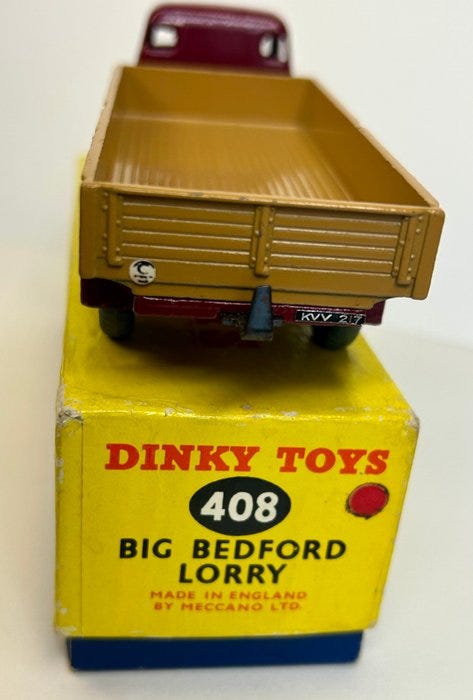 C
KVV 217
DINKY TOYS
408
BIG BEDFORD
LORRY
MADE IN ENGLAND
BY MECCANO LTD.